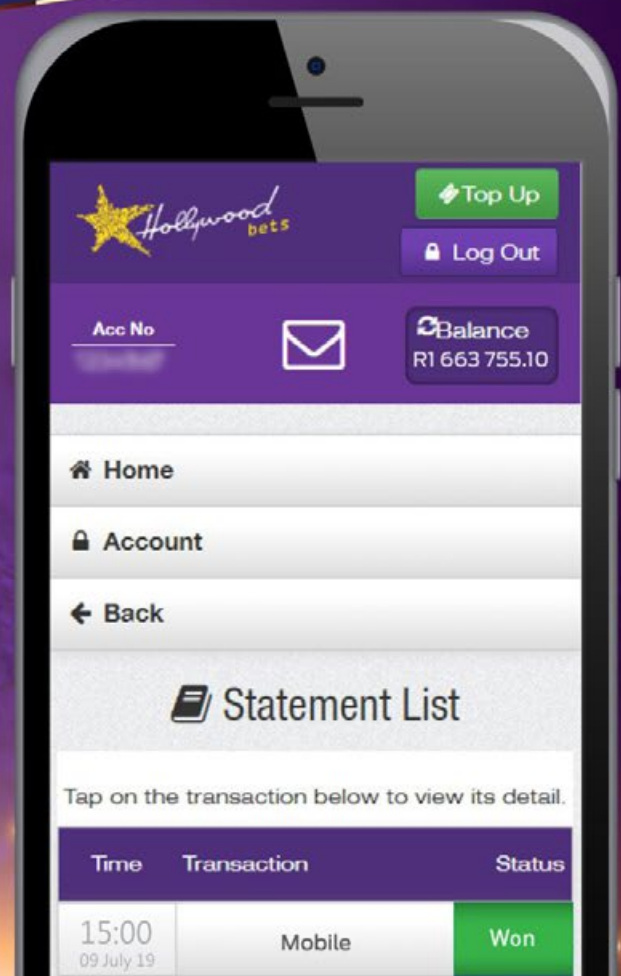 Hollywood
bets
Top Up
Log Out
Acc No
Balance
R1 663 755.10
Home
Account
Back
Statement List
Tap on the transaction below to view its detail.
Time Transaction Status
15:00
09 July 19
Mobile
Won